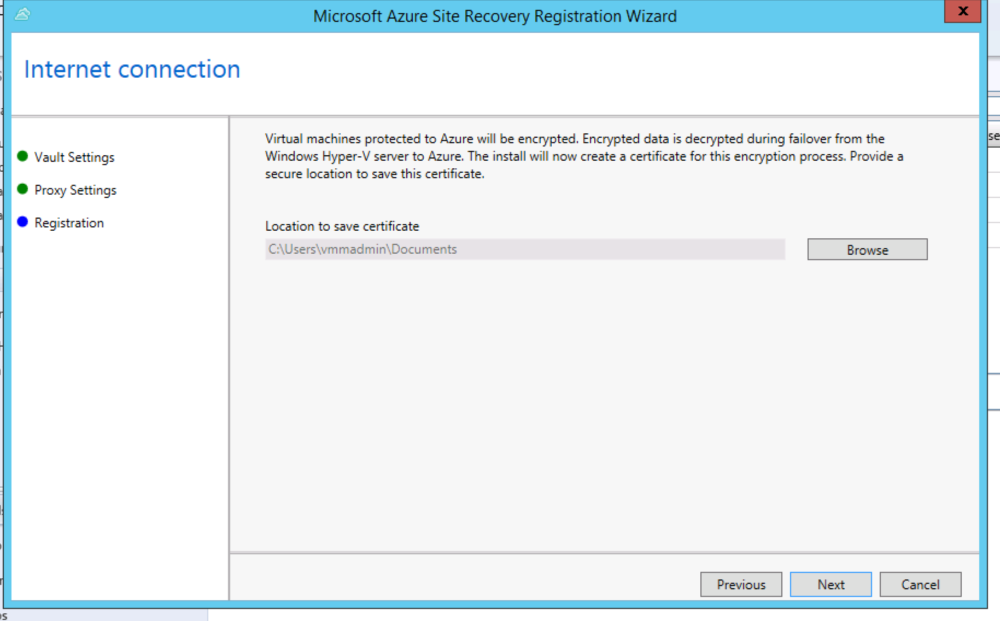 Microsoft Azure Site Recovery Registration Wizard
x
Internet connection
Vault Settings
Proxy Settings
Registration
Virtual machines protected to Azure will be encrypted. Encrypted data is decrypted during failover from the
Windows Hyper-V server to Azure. The install will now create a certificate for this encryption process. Provide a
secure location to save this certificate.
Location to save certificate
C:\Users\vmmadmin\Documents
Browse
Previous
Next
Cancel